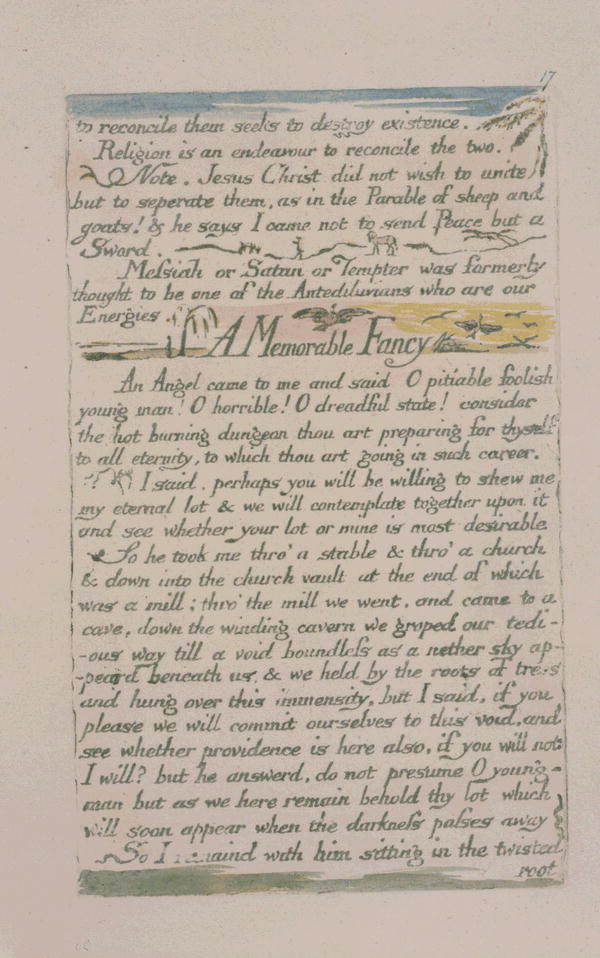 17
to reconcile them seeks to destroy existence.
Religion is an endeavour to reconcile the two.
Note. Jesus Christ did not wish to unite
but to seperate them, as in the Parable of sheep and
goats! & he says I came not to send Peace but a
Sword.
Meſsiah or Satan or Tempter was formerly
thought to be one of the Antediluvians who are our
Energies.
A Memorable Fancy
An Angel came to me and said O pitiable foolish
young man! O horrible! O dreadful state! consider
the hot burning dungeon thou art preparing for thyself
to all eternity, to which thou art going in such career.
I said. perhaps you will be willing to shew me
my eternal lot & we will contemplate together upon it
and see whether your lot or mine is most desirable
So he took me thro' a stable & thro' a church
& down into the church vault at the end of which
was a mill; thro' the mill we went, and came to a
cave, down the winding cavern we groped our tedi-
-ous way till a void boundleſs as a nether sky ap-
-peard beneath us, & we held by the roots of trees
and hung over this immensity, but I said, if you
please we will commit ourselves to this void, and
see whether providence is here also, if you will not
I will? but he answerd, do not presume O young-
man but as we here remain behold thy lot which
will soon appear when the darkneſs paſses away
So I remaind with him sitting in the twisted
root